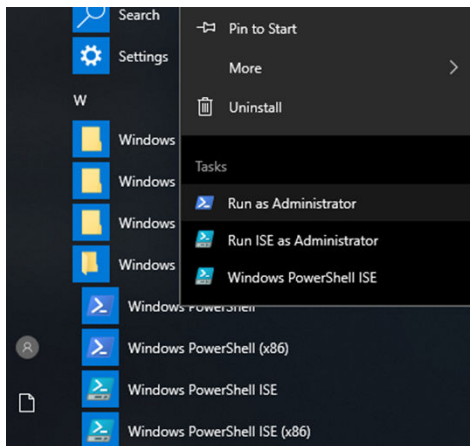 Search
Settings
W
Windows
Windows
Windows
Windows
Windows PowerShell
Windows PowerShell (x86)
Windows PowerShell ISE
Windows PowerShell ISE (x86)
Pin to Start
More
Uninstall
Tasks
Run as Administrator
Run ISE as Administrator
Windows PowerShell ISE